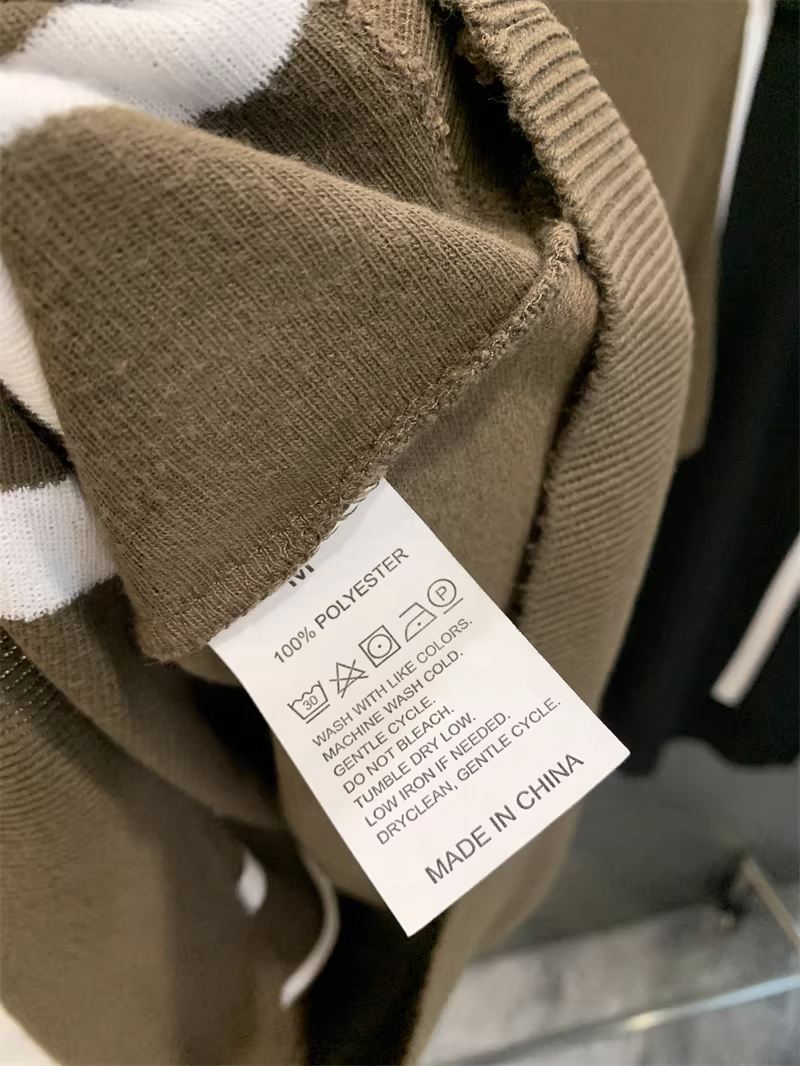 M
100% POLYESTER
30 P
WASH WITH LIKE COLORS.
MACHINE WASH COLD.
GENTLE CYCLE.
DO NOT BLEACH.
TUMBLE DRY LOW.
LOW IRON IF NEEDED.
DRYCLEAN, GENTLE CYCLE.
MADE IN CHINA